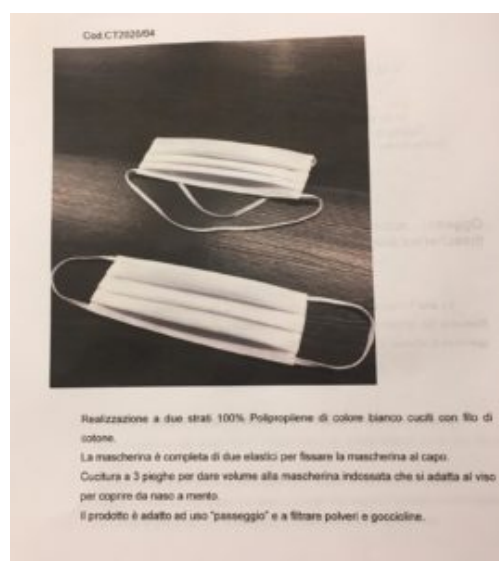 Cod.CT2020/04
Realizzazione a due strati 100% Polipropilene di colore bianco cuciti con filo di
cotone.
La mascherina è completa di due elastici per fissare la mascherina al capo.
Cucitura a 3 pieghe per dare volume alla mascherina indossata che si adatta al viso
per coprire da naso a mento.
Il prodotto è adatto ad uso "passeggio" e a filtrare polveri e goccioline.